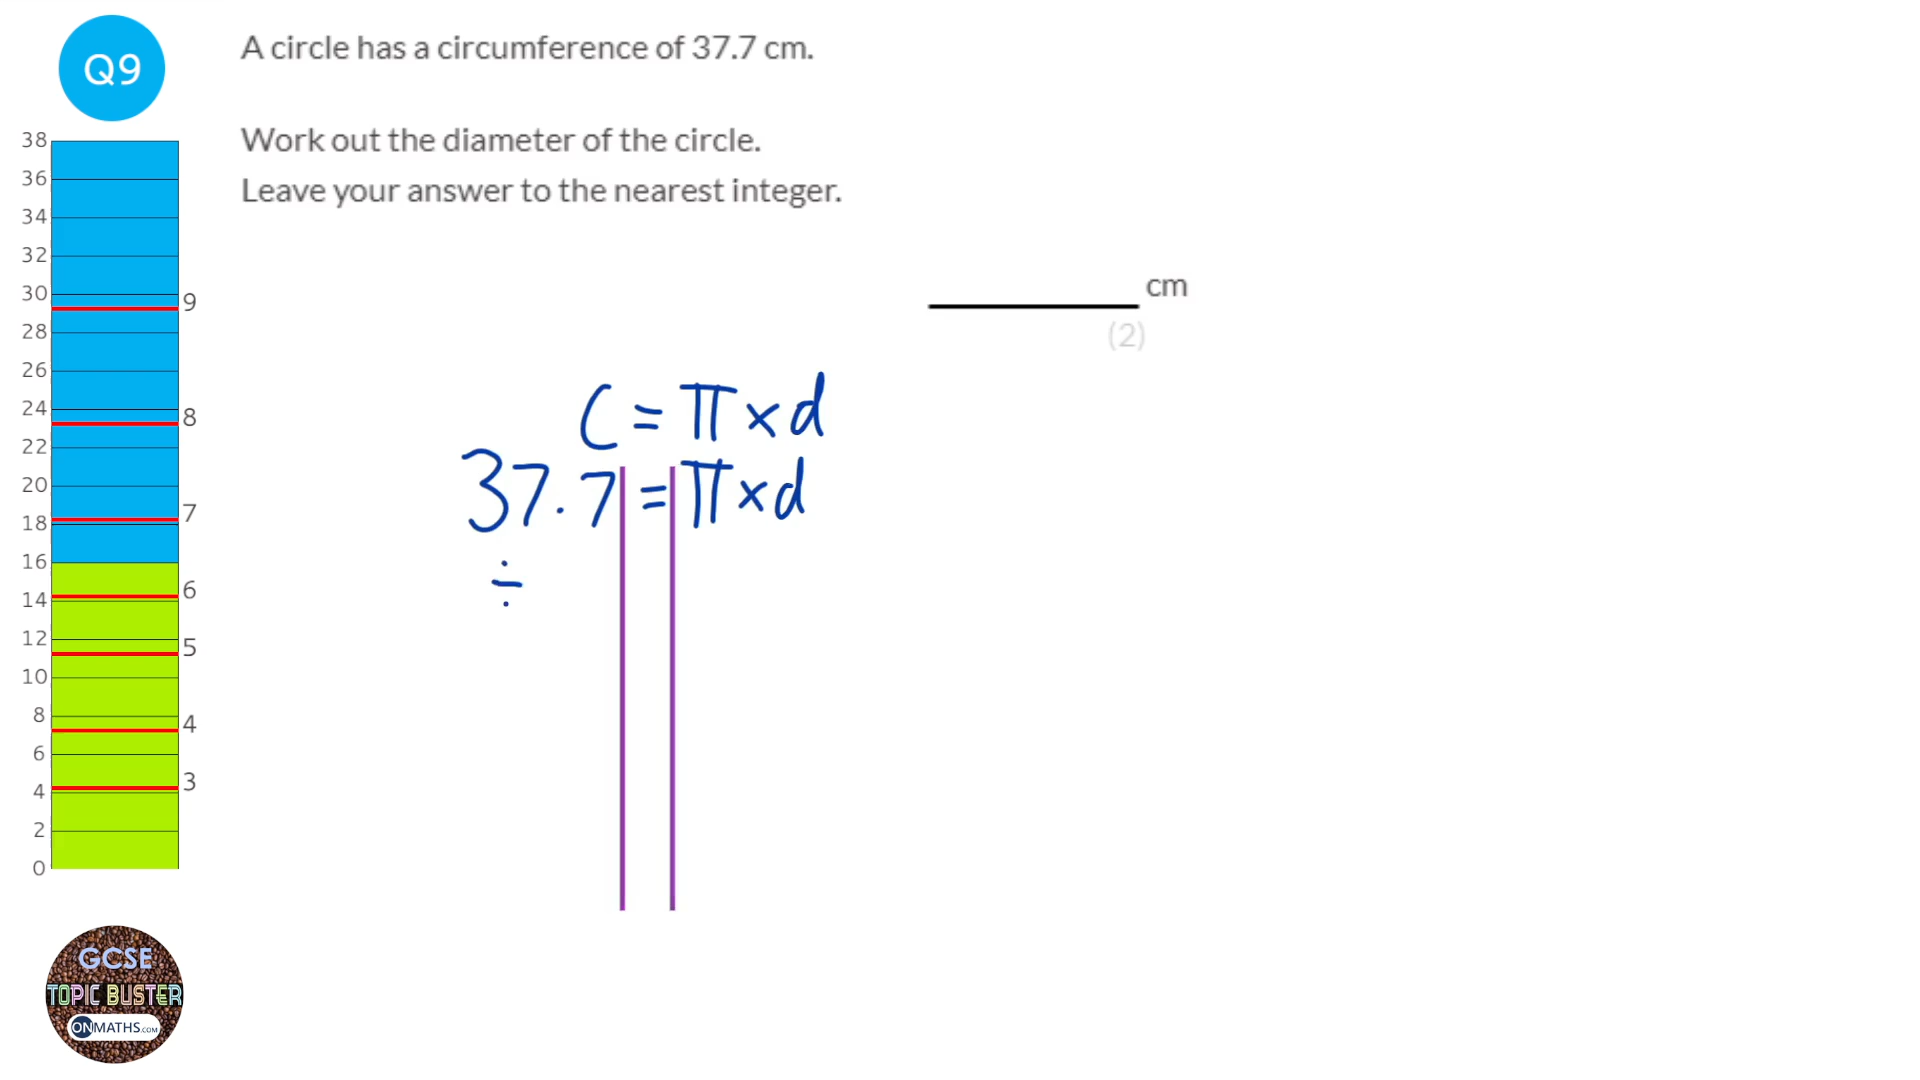 Q9
A circle has a circumference of 37.7 cm.
Work out the diameter of the circle.
Leave your answer to the nearest integer.
cm
(2)
C = π × d
37.7 = π × d
÷
38
36
34
32
30
9
28
26
24
8
22
20
7
18
16
6
14
12
5
10
8
4
6
3
4
2
0
GCSE
TOPIC BUSTER
ONMATHS.COM